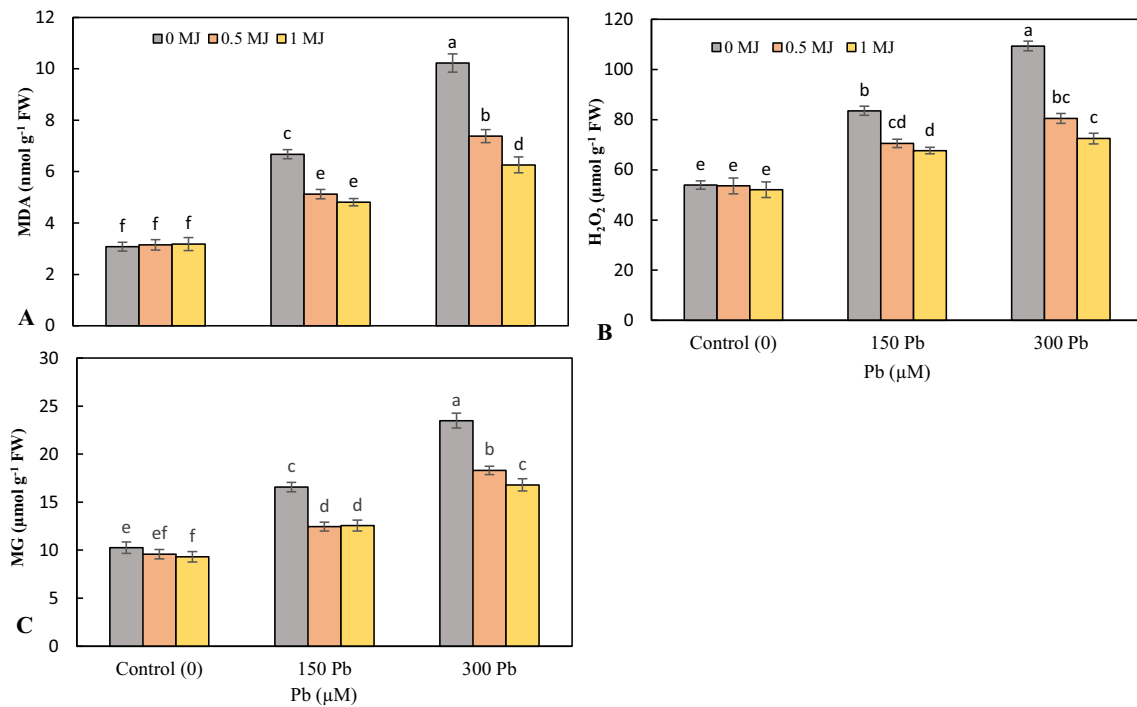 12
10
8
6
4
2
0
MDA (nmol g⁻¹ FW)
0 MJ 0.5 MJ 1 MJ
f f f
c e e
a b d
A
120
100
80
60
40
20
0
H₂O₂ (µmol g⁻¹ FW)
0 MJ 0.5 MJ 1 MJ
e e e
b cd d
a bc c
B
Control (0) 150 Pb 300 Pb
Pb (µM)
30
25
20
15
10
5
0
MG (µmol g⁻¹ FW)
e ef f
c d d
a b c
C
Control (0) 150 Pb 300 Pb
Pb (µM)